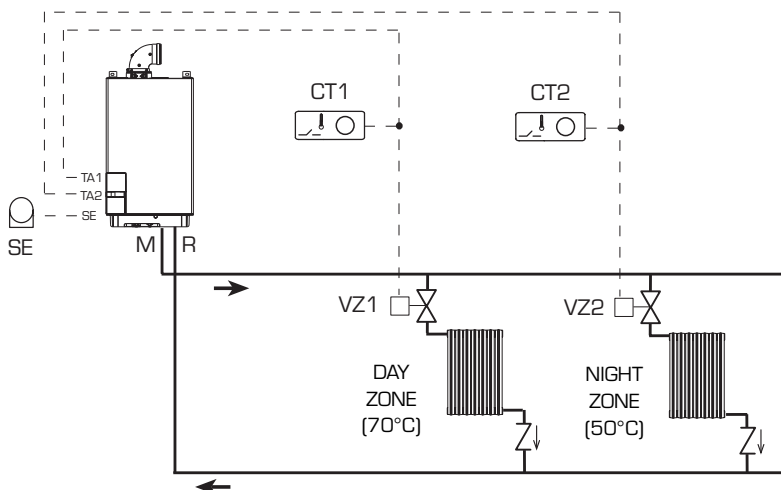 CT1
CT2
TA1
TA2
SE
SE
M R
VZ1
VZ2
DAY
ZONE
(70°C)
NIGHT
ZONE
(50°C)